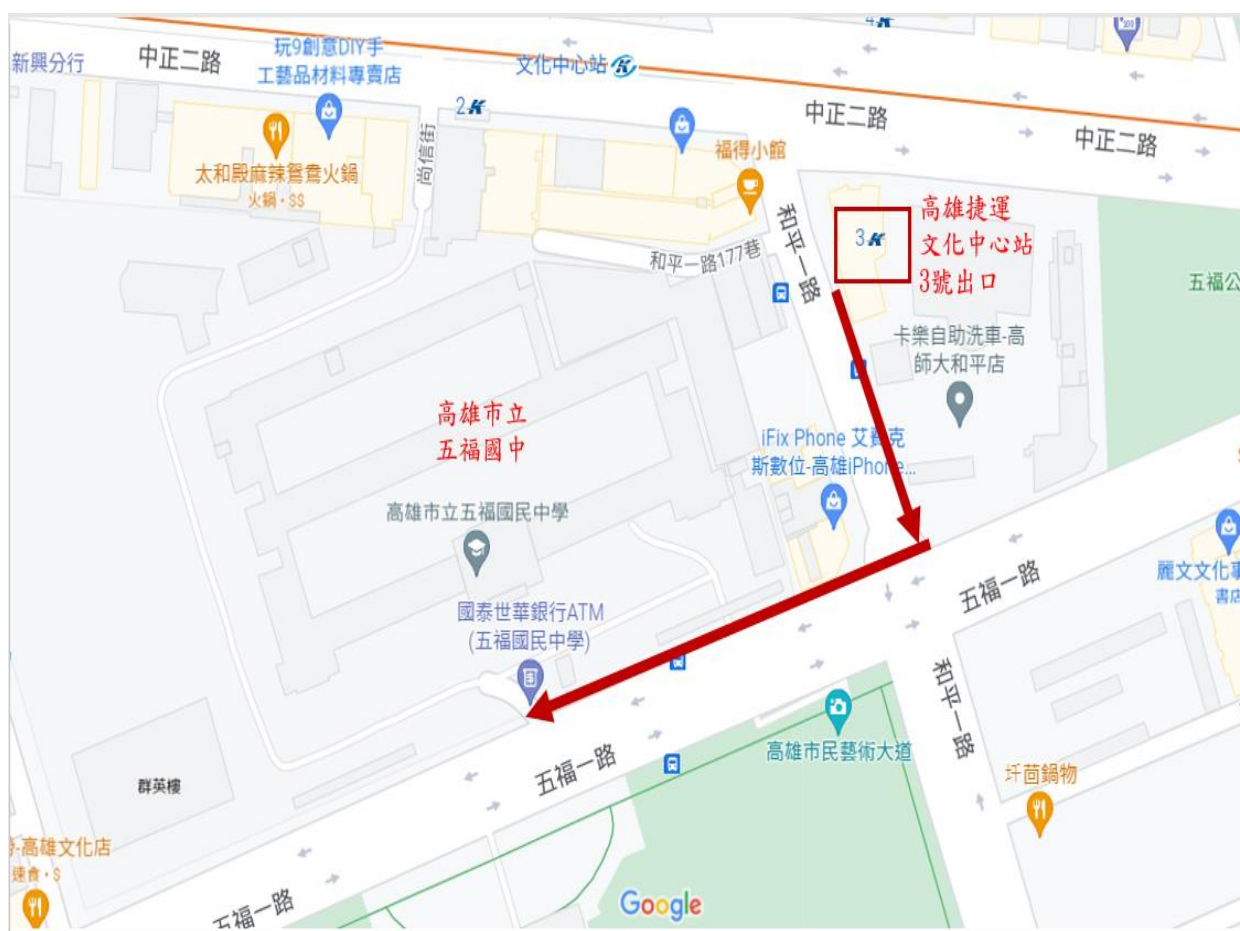 新興分行
中正二路
玩9創意DIY手
工藝品材料專賣店
文化中心站
4
2
中正二路
中正二路
太和殿麻辣鴛鴦火鍋
火鍋・$$
尚信街
福得小館
和平一路
3
高雄捷運
文化中心站
3號出口
和平一路177巷
五福公
卡樂自助洗車-高
師大和平店
高雄市立
五福國中
iFix Phone 艾寶克
斯數位-高雄iPhone...
高雄市立五福國民中學
國泰世華銀行ATM
(五福國民中學)
五福一路
麗文文化事
書店
和平一路
高雄市民藝術大道
五福一路
群英樓
圩茴鍋物
-高雄文化店
速食・$
五福一路
Google